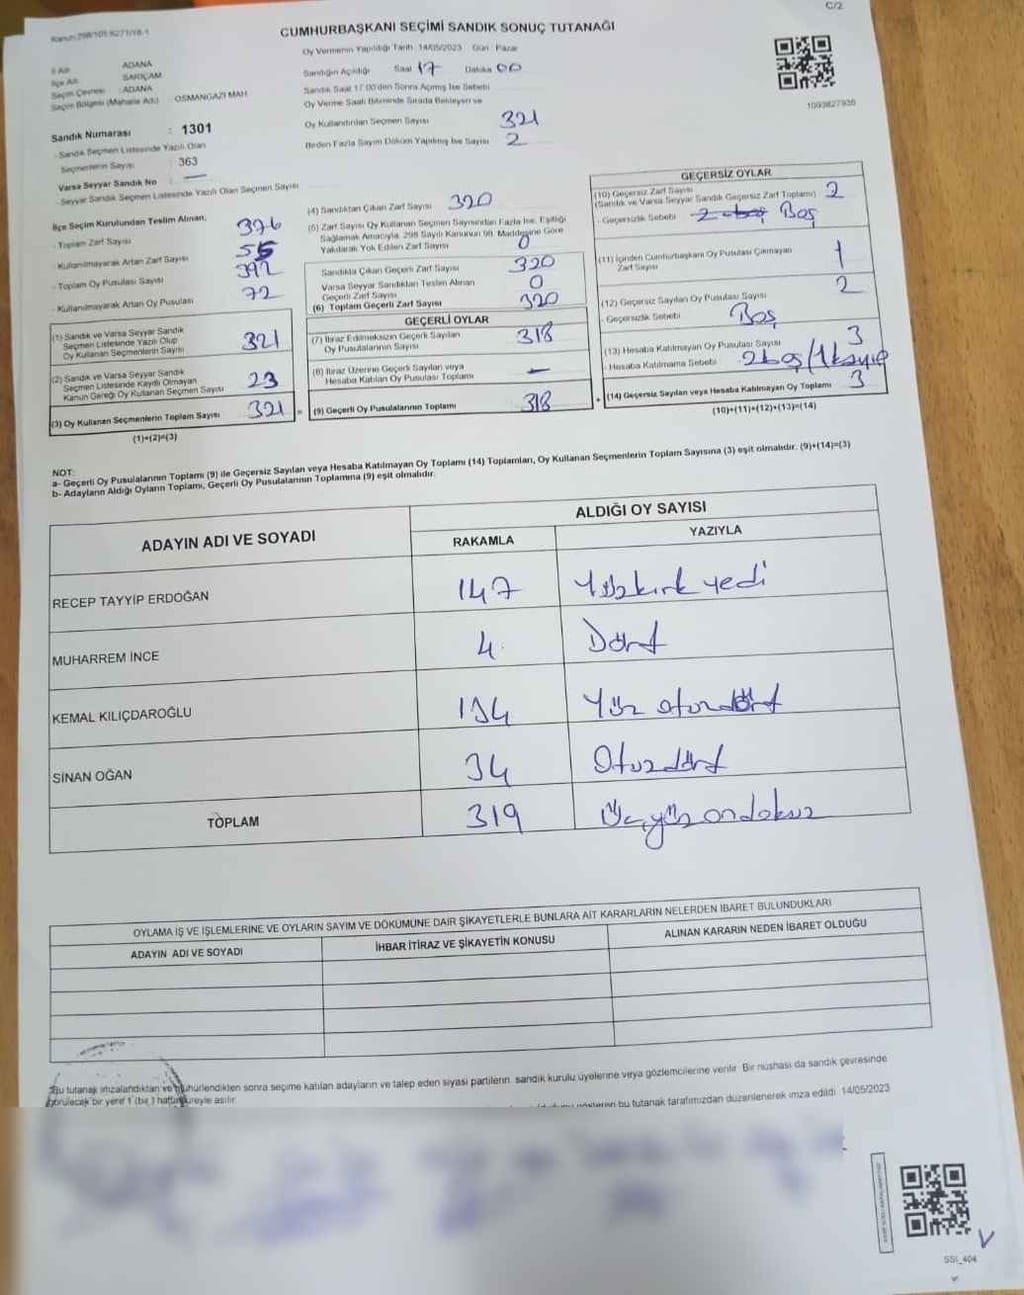 C/2
Kanun 298/105 6271/16-1
CUMHURBAŞKANI SEÇİMİ SANDIK SONUÇ TUTANAĞI
Oy Vermenin Yapıldığı Tarih 14/05/2023 Gün : Pazar
İl Adı ADANA
İlçe Adı SARIÇAM
Seçim Çevresi : ADANA
Seçim Bölgesi (Mahalle Adı) OSMANGAZİ MAH
Sandık Numarası : 1301
- Sandık Seçmen Listesinde Yazılı Olan
Seçmenlerin Sayısı : 363
Varsa Seyyar Sandık No : —
- Seyyar Sandık Seçmen Listesinde Yazılı Olan Seçmen Sayısı
Sandığın Açıldığı Saat 17 Dakika 00
Sandık Saat 17.00'den Sonra Açılmış İse Sebebi
Oy Verme Saati Bitiminde Sırada Bekleyen ve
Oy Kullandırılan Seçmen Sayısı 321
Birden Fazla Sayım Döküm Yapılmış İse Sayısı 2
1093827936
İlçe Seçim Kurulundan Teslim Alınan;
- Toplam Zarf Sayısı 376
- Kullanılmayarak Artan Zarf Sayısı 55
- Toplam Oy Pusulası Sayısı 392
- Kullanılmayarak Artan Oy Pusulası 72
(1) Sandık ve Varsa Seyyar Sandık
Seçmen Listesinde Yazılı Olup
Oy Kullanan Seçmenlerin Sayısı 321
(2) Sandık ve Varsa Seyyar Sandık
Seçmen Listesinde Kayıtlı Olmayan
Kanun Gereği Oy Kullanan Seçmen Sayısı 23
(3) Oy Kullanan Seçmenlerin Toplam Sayısı 321 =
(1)+(2)=(3)
(4) Sandıktan Çıkan Zarf Sayısı 320
(5) Zarf Sayısı Oy Kullanan Seçmen Sayısından Fazla İse, Eşitliği
Sağlamak Amacıyla, 298 Sayılı Kanunun 98. Maddesine Göre
Yakılarak Yok Edilen Zarf Sayısı 0
Sandıkta Çıkan Geçerli Zarf Sayısı 320
Varsa Seyyar Sandıktan Teslim Alınan
Geçerli Zarf Sayısı 0
(6) Toplam Geçerli Zarf Sayısı 320
GEÇERLİ OYLAR
(7) İtiraz Edilmeksizin Geçerli Sayılan
Oy Pusulalarının Sayısı 318
(8) İtiraz Üzerine Geçerli Sayılan veya
Hesaba Katılan Oy Pusulası Toplamı —
(9) Geçerli Oy Pusulalarının Toplamı 318 +
GEÇERSİZ OYLAR
(10) Geçersiz Zarf Sayısı
(Sandık ve Varsa Seyyar Sandık Geçersiz Zarf Toplamı) 2
- Geçersizlik Sebebi 2 boş Boş
(11) İçinden Cumhurbaşkanı Oy Pusulası Çıkmayan
Zarf Sayısı 1
(12) Geçersiz Sayılan Oy Pusulası Sayısı 2
- Geçersizlik Sebebi Boş
(13) Hesaba Katılmayan Oy Pusulası Sayısı 3
- Hesaba Katılmama Sebebi 2 boş/1 kayıp
(14) Geçersiz Sayılan veya Hesaba Katılmayan Oy Toplamı 3
(10)+(11)+(12)+(13)=(14)
NOT:
a- Geçerli Oy Pusulalarının Toplamı (9) ile Geçersiz Sayılan veya Hesaba Katılmayan Oy Toplamı (14) Toplamları, Oy Kullanan Seçmenlerin Toplam Sayısına (3) eşit olmalıdır. (9)+(14)=(3)
b- Adayların Aldığı Oyların Toplamı, Geçerli Oy Pusulalarının Toplamına (9) eşit olmalıdır.
ADAYIN ADI VE SOYADI
ALDIĞI OY SAYISI
RAKAMLA YAZIYLA
RECEP TAYYİP ERDOĞAN 147 Yüzkırk yedi
MUHARREM İNCE 4. Dört
KEMAL KILIÇDAROĞLU 134 Yüz otuzdört
SİNAN OĞAN 34 Otuzdört
TOPLAM 319 Üçyüz ondokuz
OYLAMA İŞ VE İŞLEMLERİNE VE OYLARIN SAYIM VE DÖKÜMÜNE DAİR ŞİKAYETLERLE BUNLARA AİT KARARLARIN NELERDEN İBARET BULUNDUKLARI
ADAYIN ADI VE SOYADI İHBAR İTİRAZ VE ŞİKAYETİN KONUSU ALINAN KARARIN NEDEN İBARET OLDUĞU
Bu tutanak imzalandıktan ve mühürlendikten sonra seçime katılan adayların ve talep eden siyasi partilerin sandık kurulu üyelerine veya gözlemcilerine verilir. Bir nüshası da sandık çevresinde
görülecek bir yere 1 (bir) hafta süreyle asılır.
gösteren bu tutanak tarafımızdan düzenlenerek imza edildi. 14/05/2023
SSİ_404